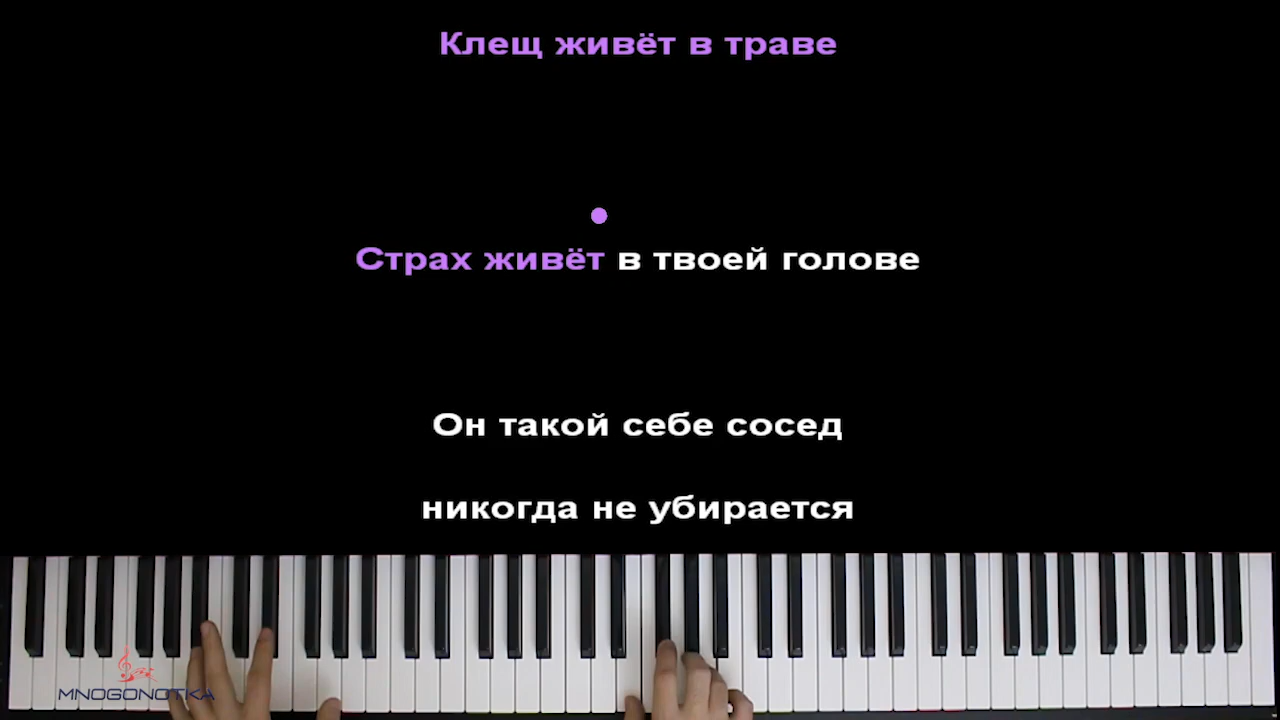 Клещ живёт в траве
Страх живёт в твоей голове
Он такой себе сосед
никогда не убирается
MNOGONOTKA